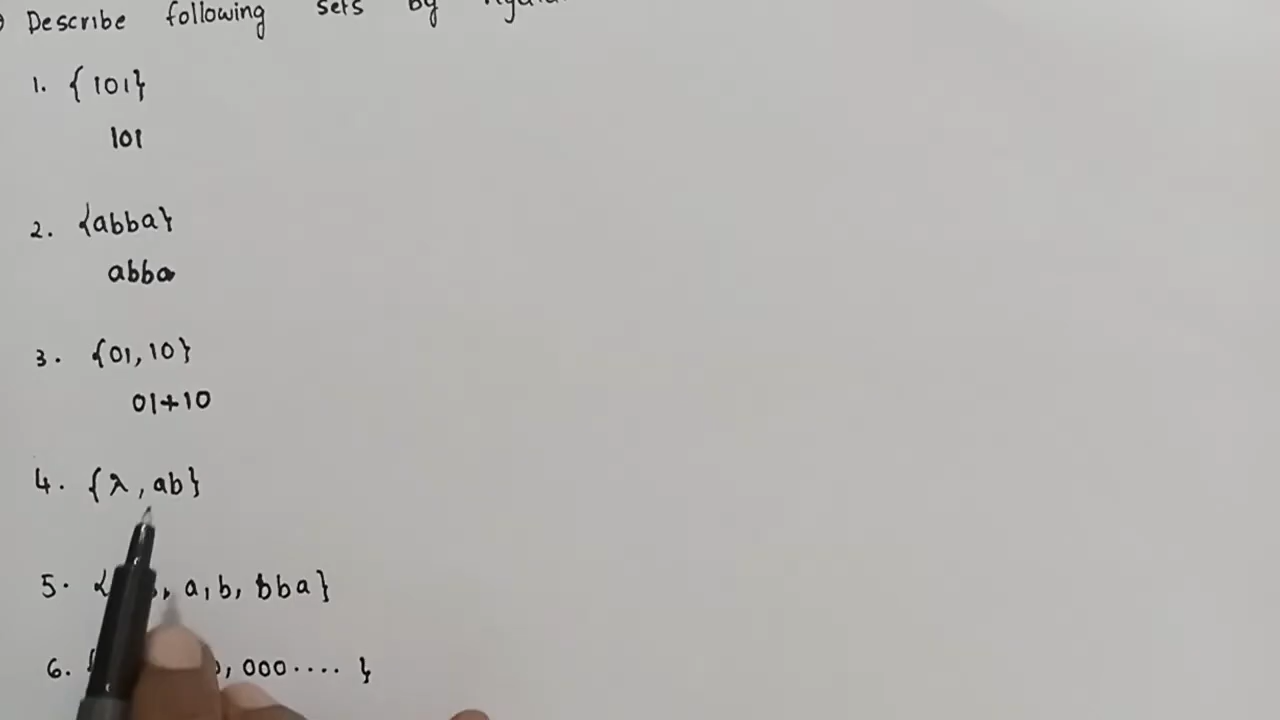 Describe following sets by
1. {101}
101
2. {abba}
abba
3. {01, 10}
01+10
4. {λ, ab}
5. { , a, b, bba}
6. { , 000.... }